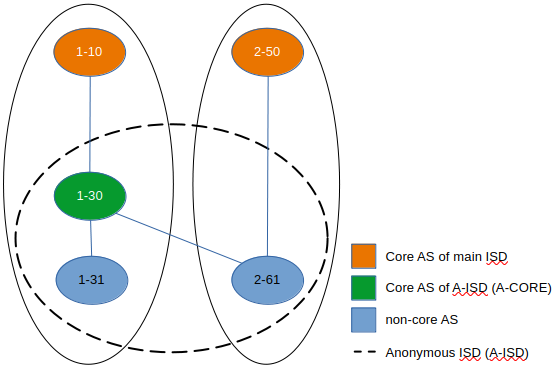 1-10
2-50
1-30
1-31
2-61
Core AS of main ISD
Core AS of A-ISD (A-CORE)
non-core AS
Anonymous ISD (A-ISD)